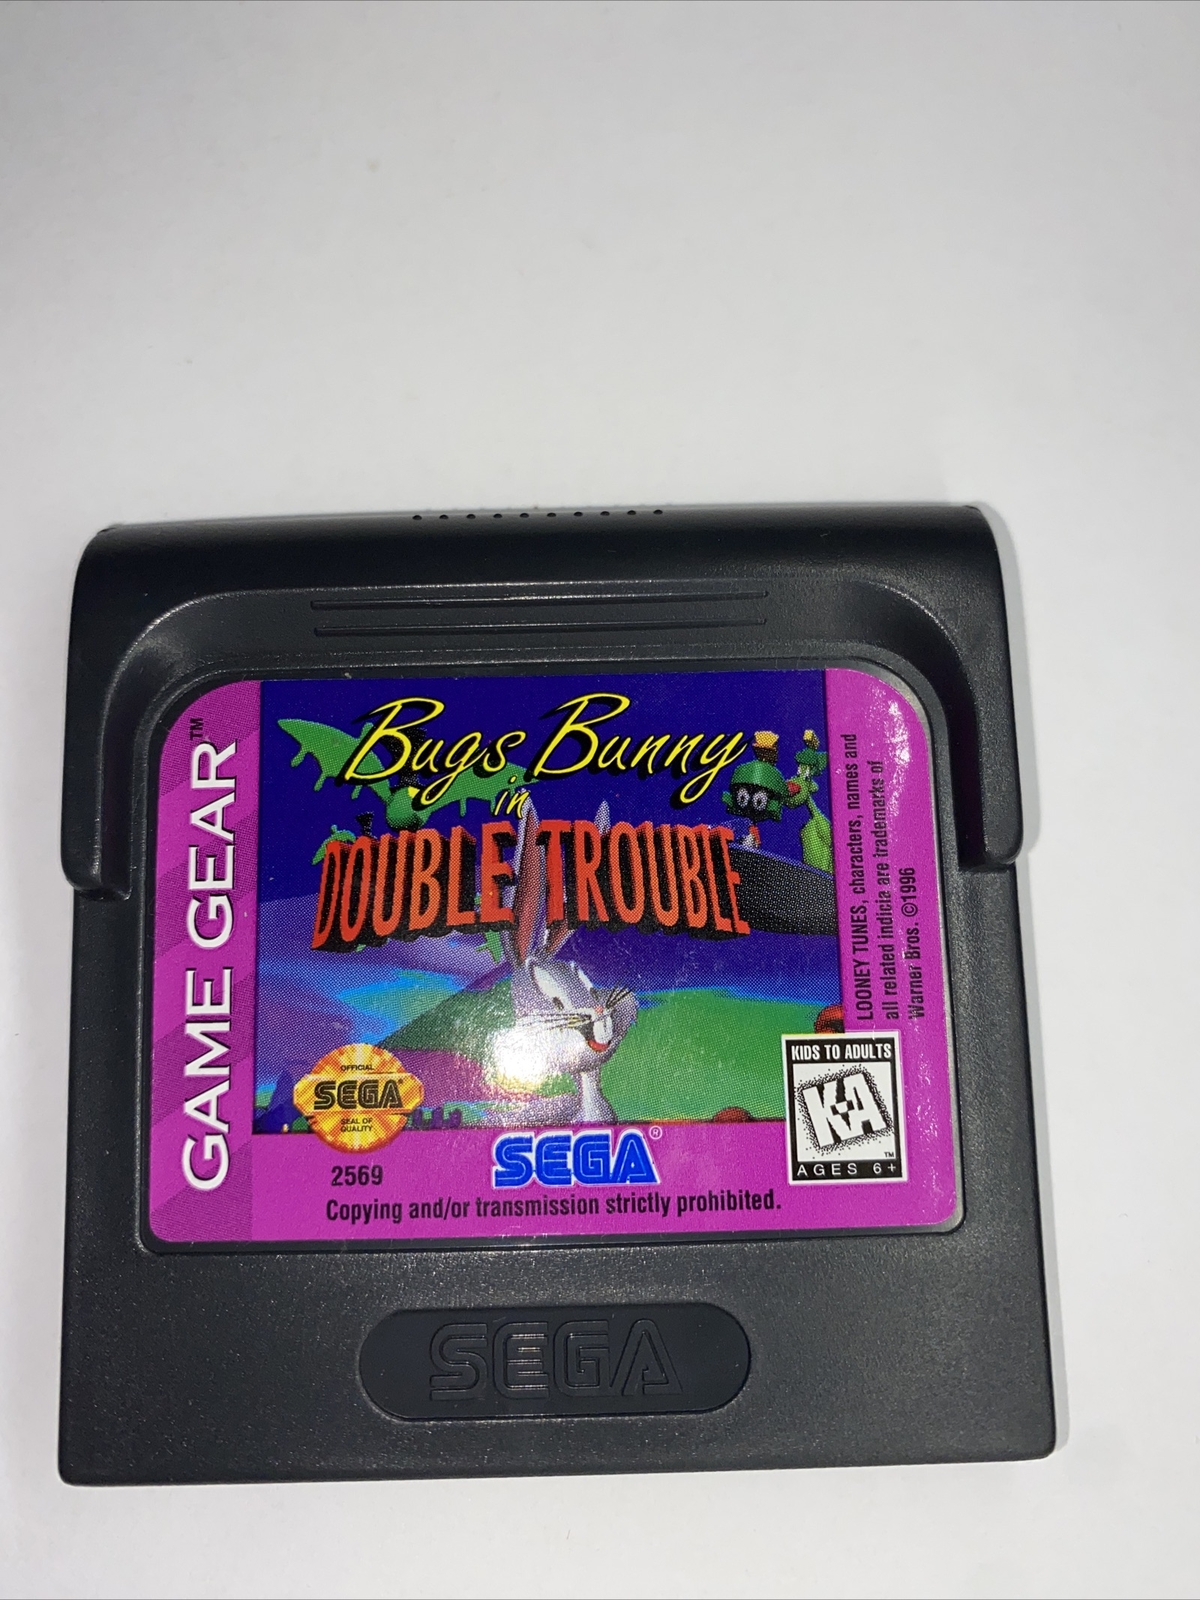 GAME GEAR™
Bugs Bunny
in
DOUBLE TROUBLE
LOONEY TUNES, characters, names and
all related indicia are trademarks of
Warner Bros. ©1996
OFFICIAL
SEGA®
SEAL OF
QUALITY
KIDS TO ADULTS
K-A
™
AGES 6+
2569
SEGA®
Copying and/or transmission strictly prohibited.
SEGA